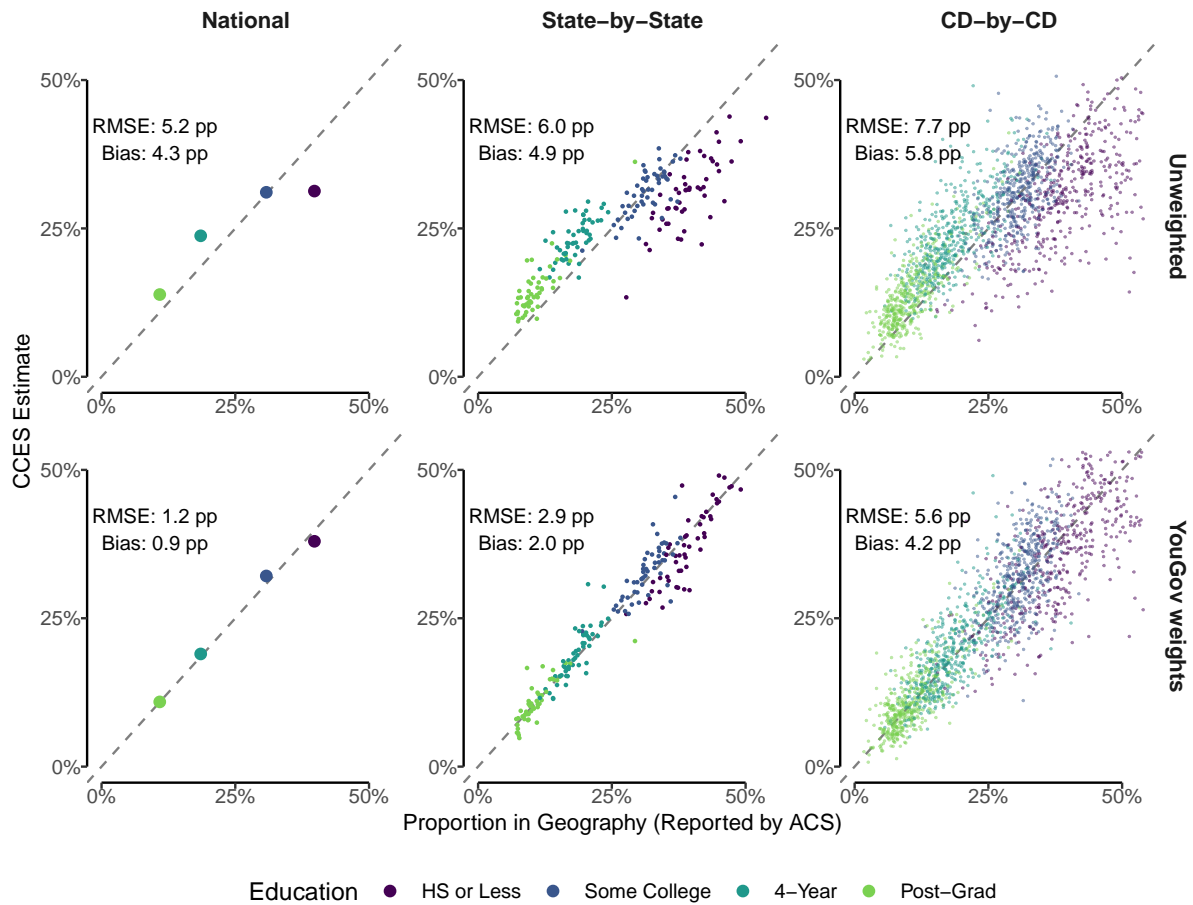 National
State−by−State
CD−by−CD
50%
25%
0%
RMSE: 5.2 pp
Bias: 4.3 pp
0%
25%
50%
50%
25%
0%
RMSE: 6.0 pp
Bias: 4.9 pp
0%
25%
50%
50%
25%
0%
RMSE: 7.7 pp
Bias: 5.8 pp
0%
25%
50%
Unweighted
CCES Estimate
50%
25%
0%
RMSE: 1.2 pp
Bias: 0.9 pp
0%
25%
50%
50%
25%
0%
RMSE: 2.9 pp
Bias: 2.0 pp
0%
25%
50%
50%
25%
0%
RMSE: 5.6 pp
Bias: 4.2 pp
0%
25%
50%
YouGov weights
Proportion in Geography (Reported by ACS)
Education HS or Less Some College 4−Year Post−Grad